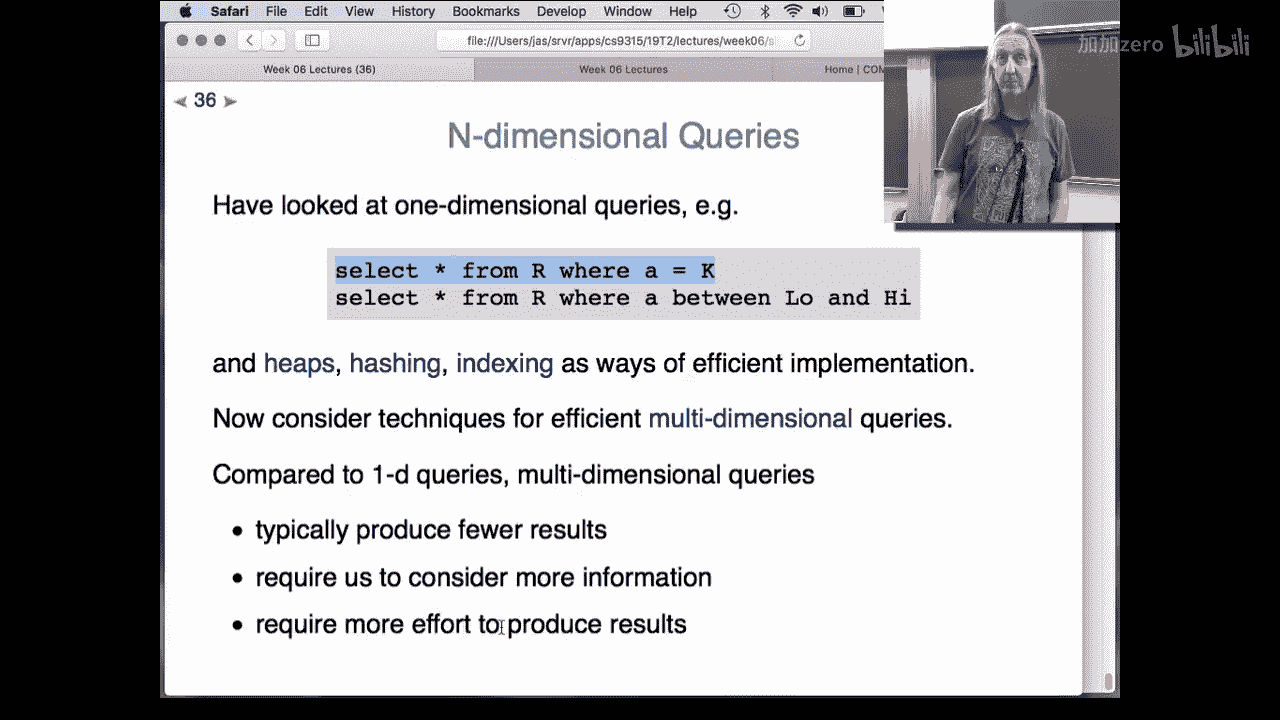 Safari File Edit View History Bookmarks Develop Window Help
file:///Users/jas/srvr/apps/cs9315/19T2/lectures/week06/s
Week 06 Lectures (36) Week 06 Lectures Home | COM
加加zero bilibili
36
N-dimensional Queries
Have looked at one-dimensional queries, e.g.
select * from R where a = K
select * from R where a between Lo and Hi
and heaps, hashing, indexing as ways of efficient implementation.
Now consider techniques for efficient multi-dimensional queries.
Compared to 1-d queries, multi-dimensional queries
• typically produce fewer results
• require us to consider more information
• require more effort to produce results